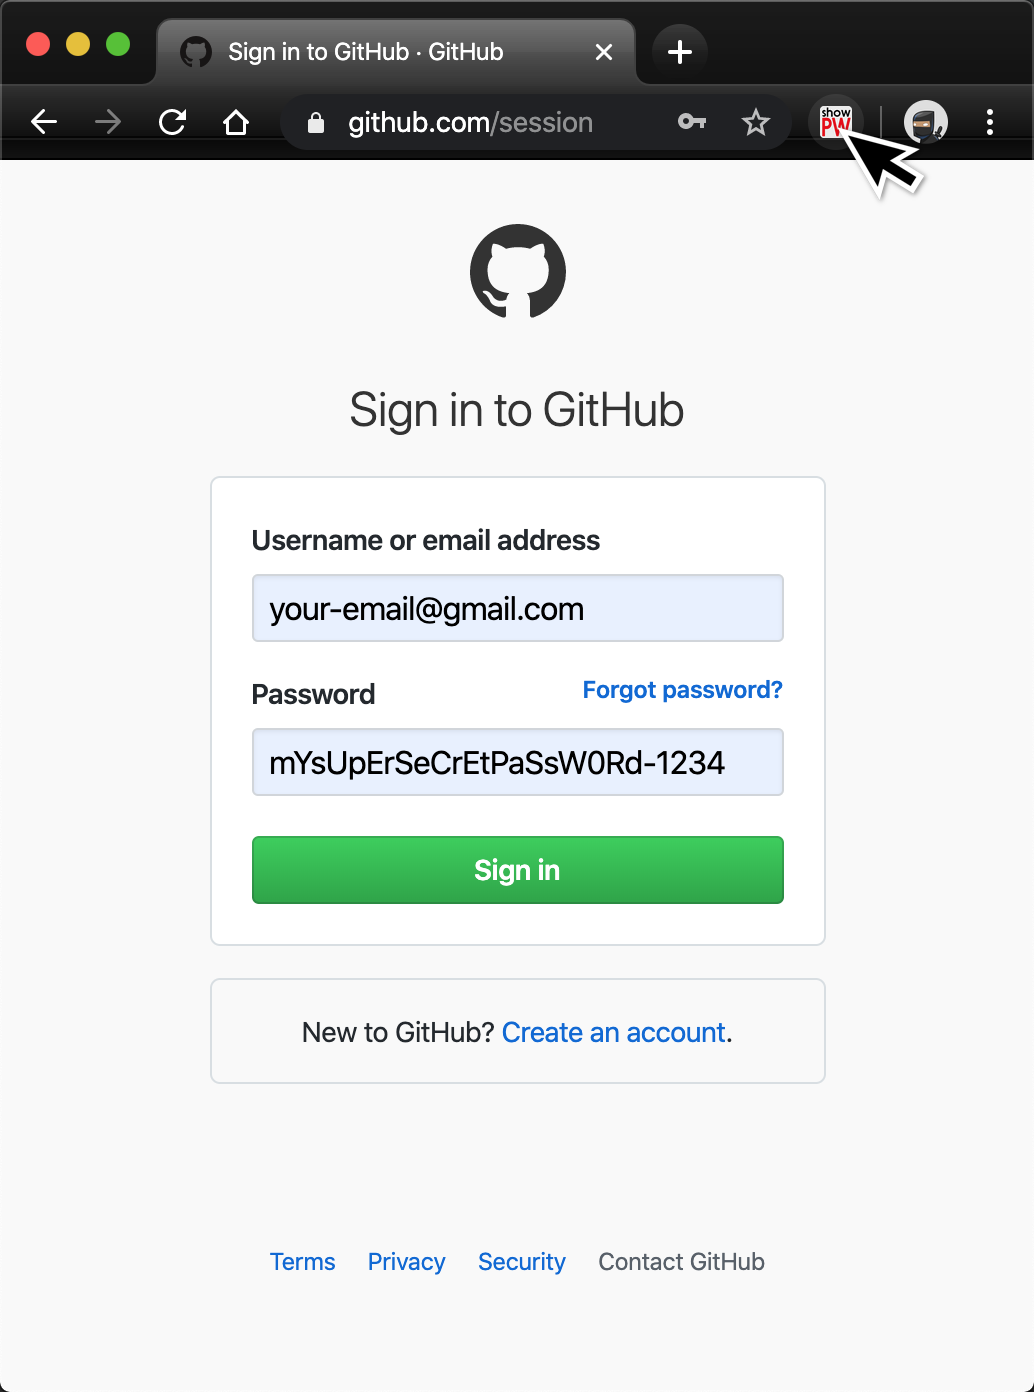 Sign in to GitHub · GitHub
github.com/session
show
PW
Sign in to GitHub
Username or email address
your-email@gmail.com
Password Forgot password?
mYsUpErSeCrEtPaSsW0Rd-1234
Sign in
New to GitHub? Create an account.
Terms Privacy Security Contact GitHub